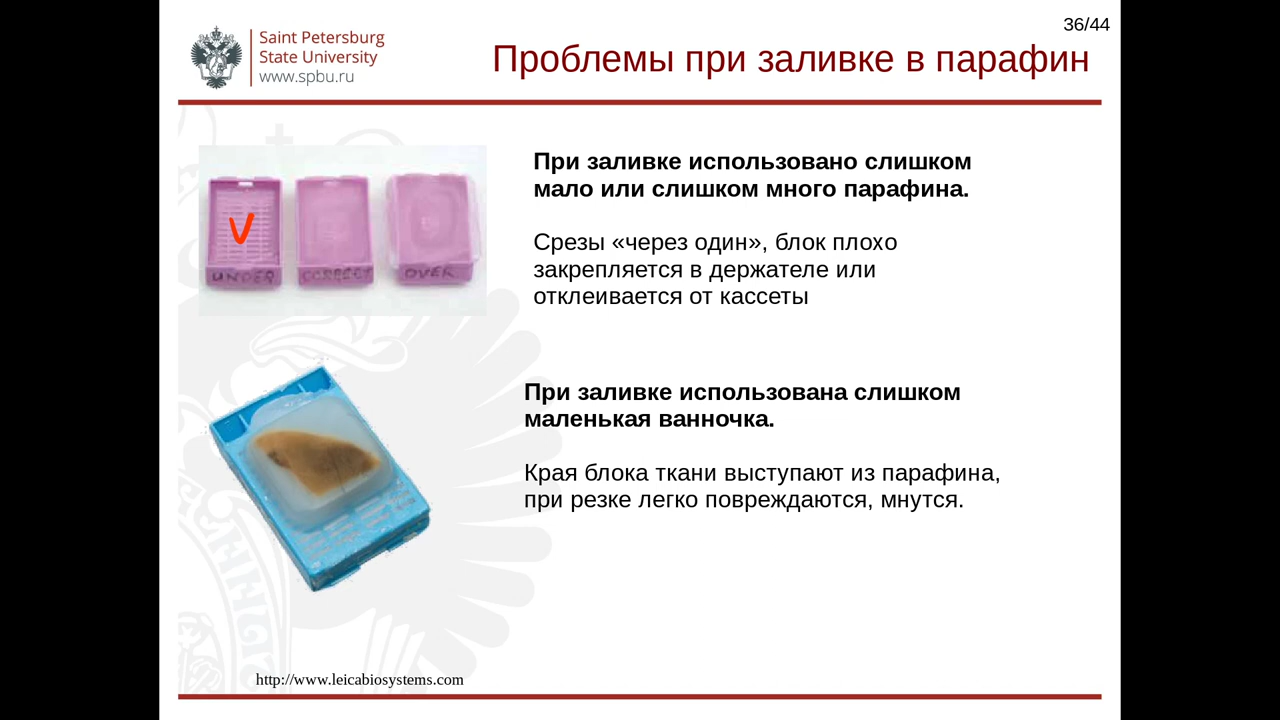 36/44
Saint Petersburg
State University
www.spbu.ru
Проблемы при заливке в парафин
При заливке использовано слишком
мало или слишком много парафина.
Срезы «через один», блок плохо
закрепляется в держателе или
отклеивается от кассеты
V
UNDER CORRECT OVER
При заливке использована слишком
маленькая ванночка.
Края блока ткани выступают из парафина,
при резке легко повреждаются, мнутся.
http://www.leicabiosystems.com